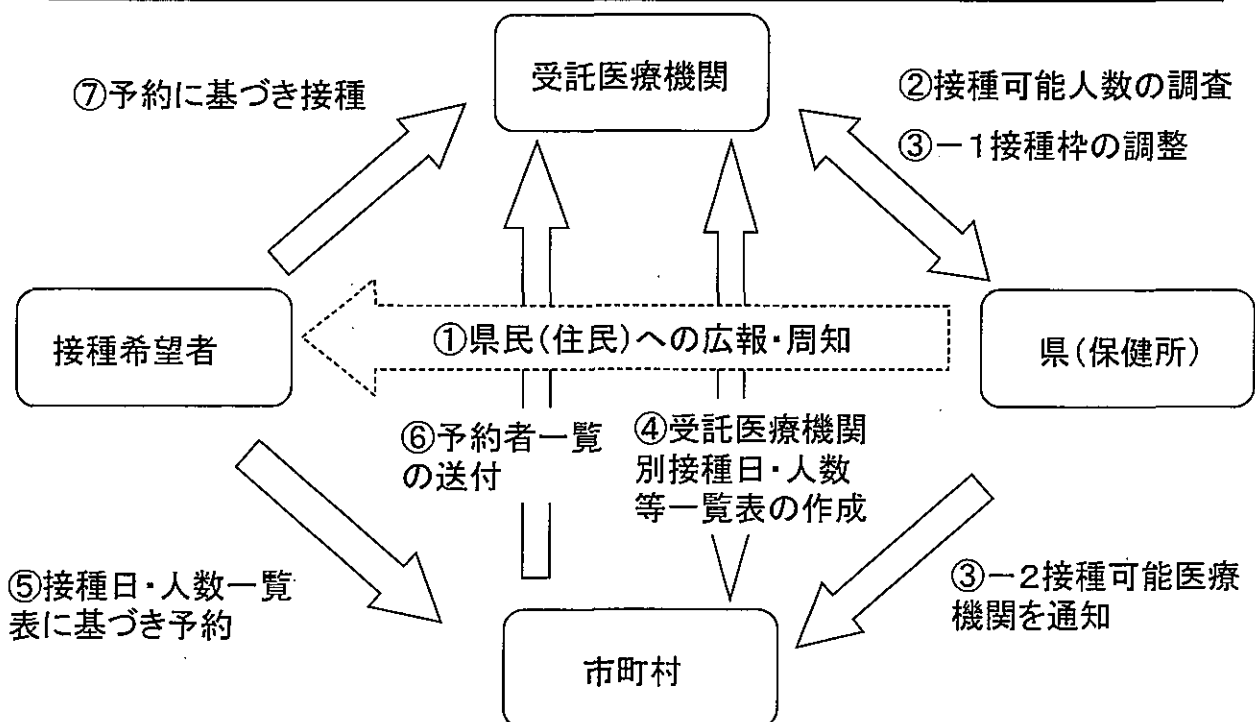 受託医療機関
⑦予約に基づき接種
②接種可能人数の調査
③－1接種枠の調整
接種希望者
①県民(住民)への広報・周知
県(保健所)
⑥予約者一覧
の送付
④受託医療機関
別接種日・人数
等一覧表の作成
⑤接種日・人数一覧
表に基づき予約
③－2接種可能医療
機関を通知
市町村